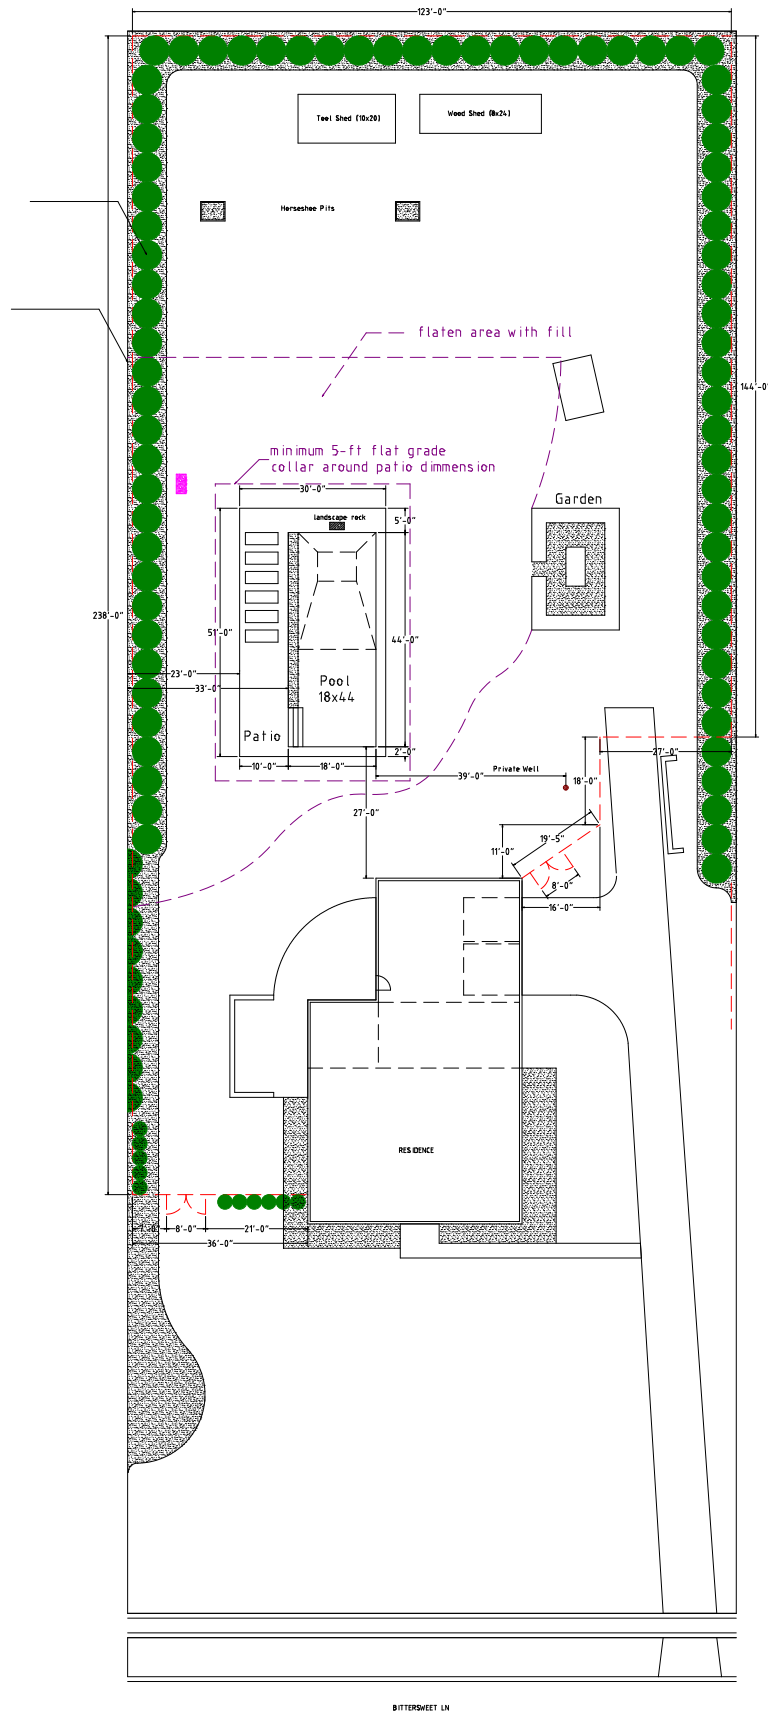 123'-0"
Tool Shed (10x20)
Wood Shed (8x24)
Horseshoe Pits
flaten area with fill
144'-0"
minimum 5-ft flat grade
collar around patio dimmension
30'-0"
Garden
landscape rock
5'-0"
238'-0"
51'-0"
44'-0"
23'-0"
33'-0"
Pool
18x44
Patio
2'-0"
27'-0"
10'-0"
18'-0"
Private Well
39'-0"
18'-0"
27'-0"
11'-0"
19'-5"
8'-0"
16'-0"
RESIDENCE
7'-0"
8'-0"
21'-0"
36'-0"
BITTERSWEET LN